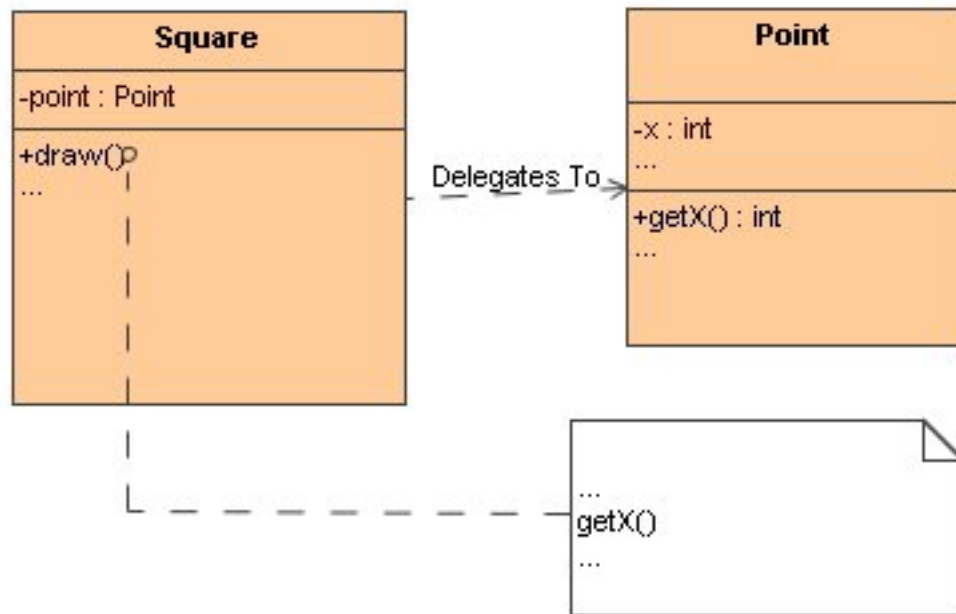 Square
-point : Point
+draw()
...
Delegates To
Point
-x : int
...
+getX() : int
...
...
getX()
...